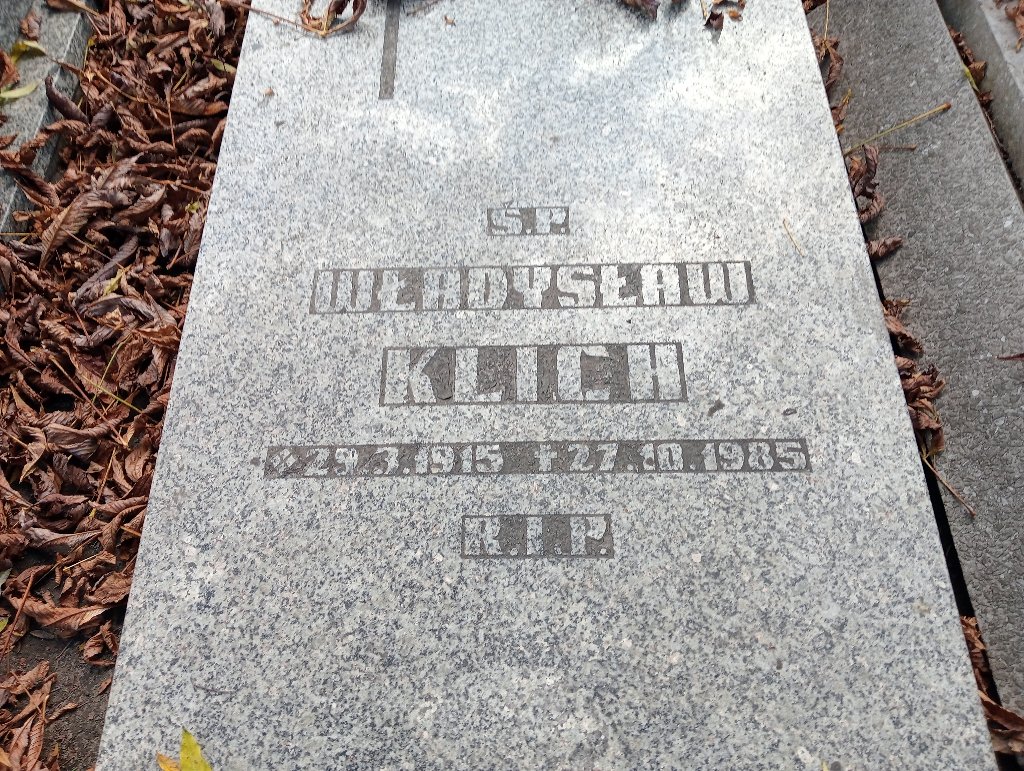 Ś.P.
WŁADYSŁAW
KLICH
* 29.3.1915 † 27.10.1985
R.I.P.